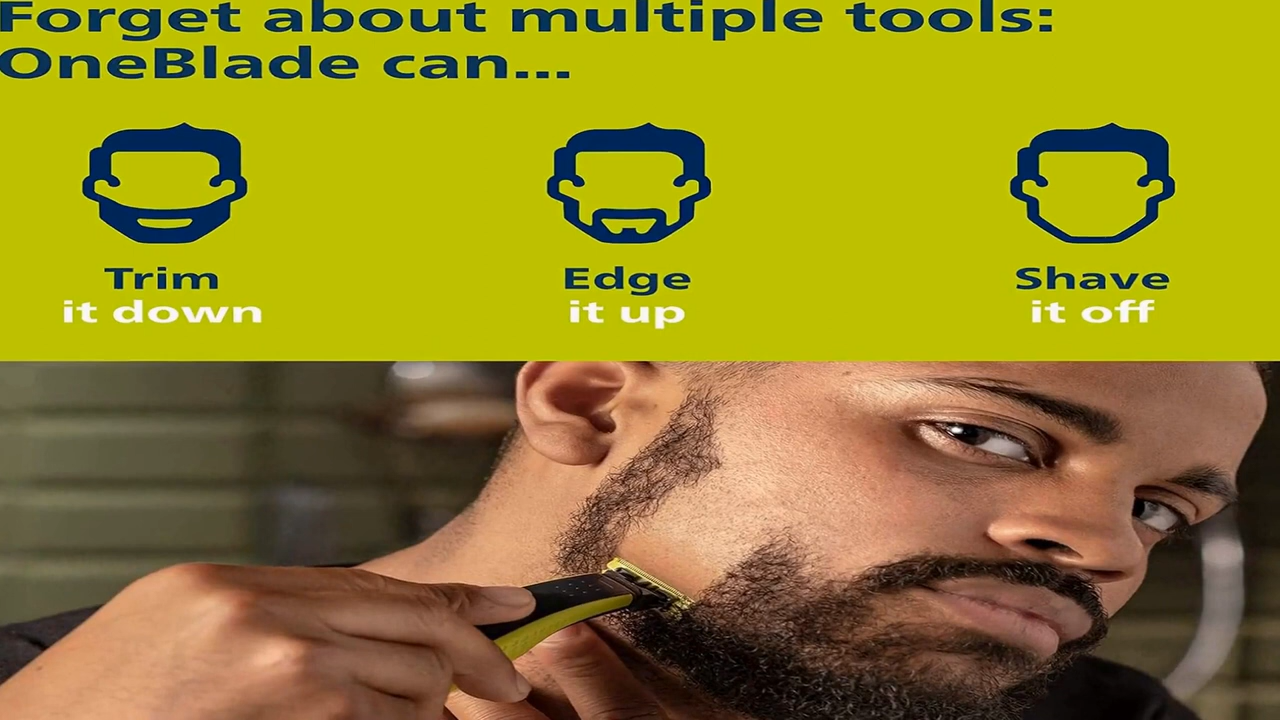 Forget about multiple tools:
OneBlade can...
Trim
it down
Edge
it up
Shave
it off